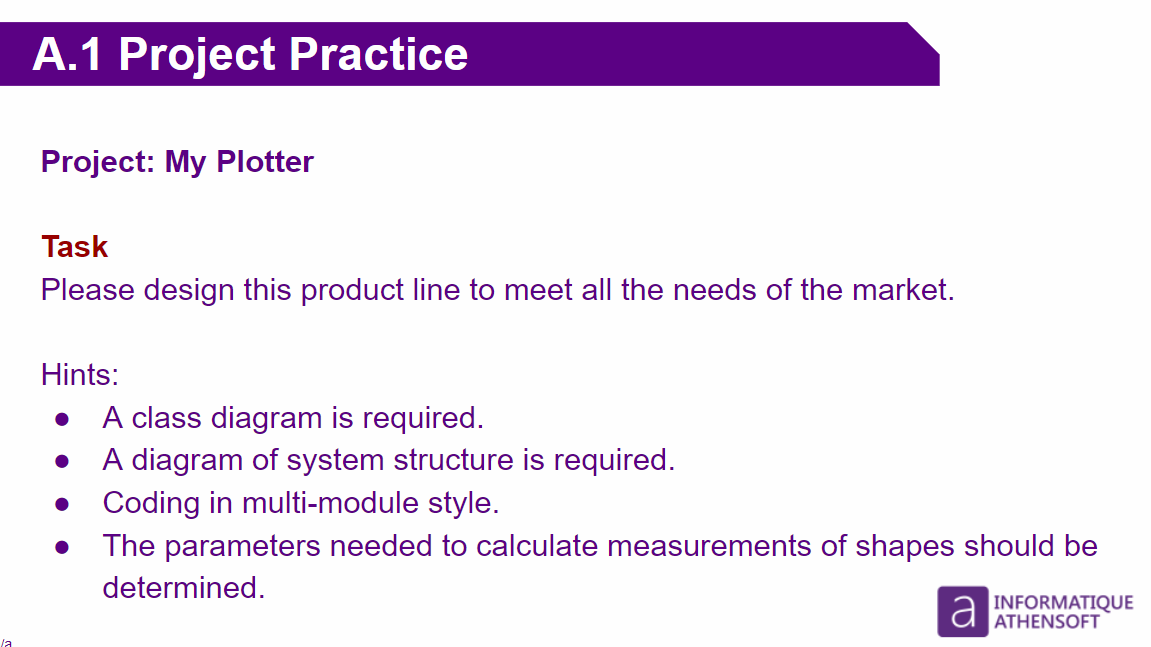 A.1 Project Practice
Project: My Plotter
Task
Please design this product line to meet all the needs of the market.
Hints:
● A class diagram is required.
● A diagram of system structure is required.
● Coding in multi-module style.
● The parameters needed to calculate measurements of shapes should be
determined.
a INFORMATIQUE
ATHENSOFT
/a